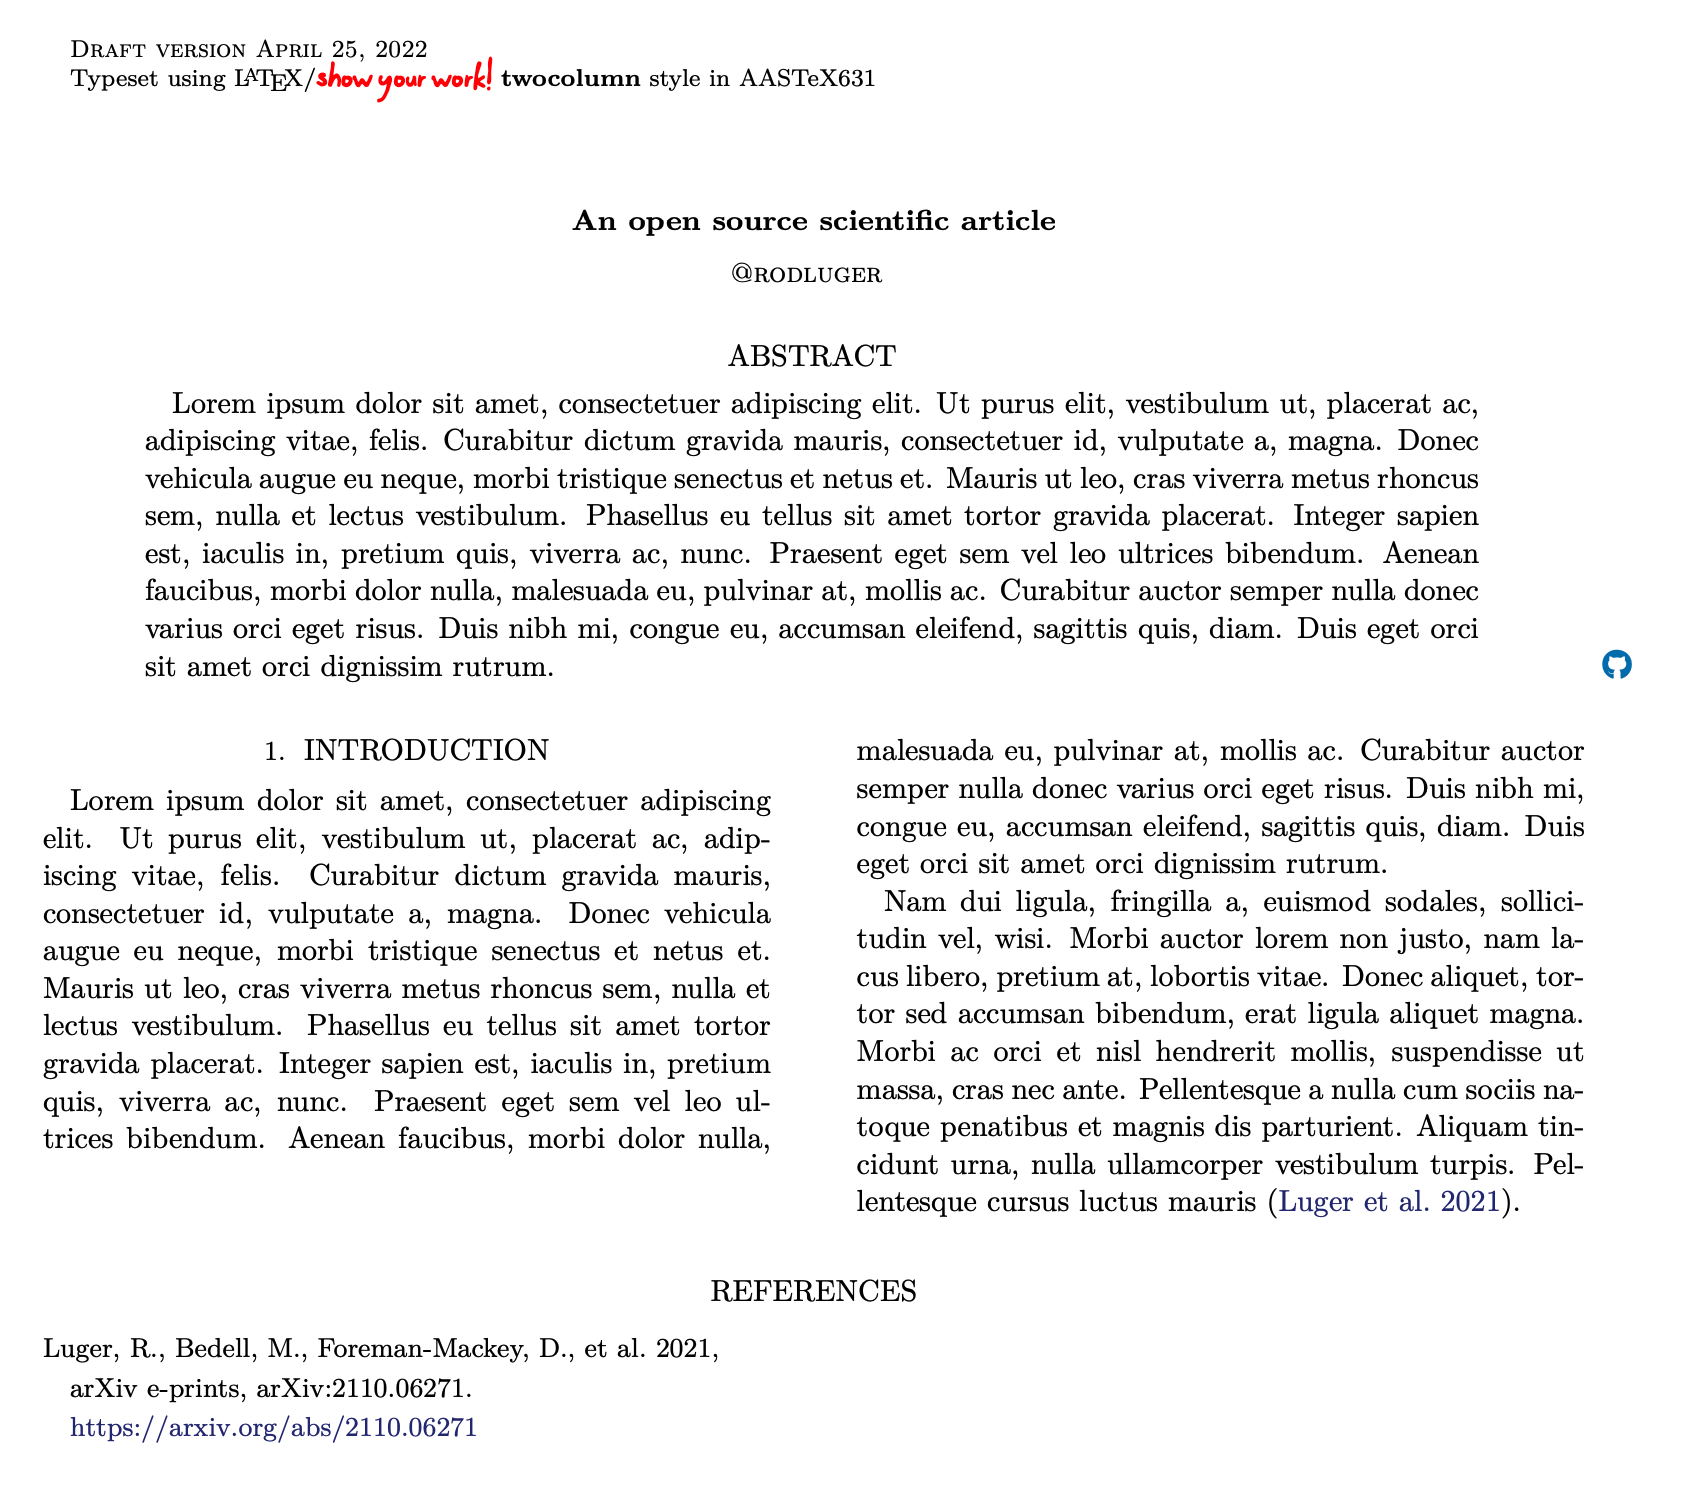 Draft version April 25, 2022
Typeset using LATEX/show your work! twocolumn style in AASTeX631
An open source scientific article
@rodluger
ABSTRACT
Lorem ipsum dolor sit amet, consectetuer adipiscing elit. Ut purus elit, vestibulum ut, placerat ac,
adipiscing vitae, felis. Curabitur dictum gravida mauris, consectetuer id, vulputate a, magna. Donec
vehicula augue eu neque, morbi tristique senectus et netus et. Mauris ut leo, cras viverra metus rhoncus
sem, nulla et lectus vestibulum. Phasellus eu tellus sit amet tortor gravida placerat. Integer sapien
est, iaculis in, pretium quis, viverra ac, nunc. Praesent eget sem vel leo ultrices bibendum. Aenean
faucibus, morbi dolor nulla, malesuada eu, pulvinar at, mollis ac. Curabitur auctor semper nulla donec
varius orci eget risus. Duis nibh mi, congue eu, accumsan eleifend, sagittis quis, diam. Duis eget orci
sit amet orci dignissim rutrum.
1. INTRODUCTION
Lorem ipsum dolor sit amet, consectetuer adipiscing
elit. Ut purus elit, vestibulum ut, placerat ac, adip-
iscing vitae, felis. Curabitur dictum gravida mauris,
consectetuer id, vulputate a, magna. Donec vehicula
augue eu neque, morbi tristique senectus et netus et.
Mauris ut leo, cras viverra metus rhoncus sem, nulla et
lectus vestibulum. Phasellus eu tellus sit amet tortor
gravida placerat. Integer sapien est, iaculis in, pretium
quis, viverra ac, nunc. Praesent eget sem vel leo ul-
trices bibendum. Aenean faucibus, morbi dolor nulla,
malesuada eu, pulvinar at, mollis ac. Curabitur auctor
semper nulla donec varius orci eget risus. Duis nibh mi,
congue eu, accumsan eleifend, sagittis quis, diam. Duis
eget orci sit amet orci dignissim rutrum.
Nam dui ligula, fringilla a, euismod sodales, sollici-
tudin vel, wisi. Morbi auctor lorem non justo, nam la-
cus libero, pretium at, lobortis vitae. Donec aliquet, tor-
tor sed accumsan bibendum, erat ligula aliquet magna.
Morbi ac orci et nisl hendrerit mollis, suspendisse ut
massa, cras nec ante. Pellentesque a nulla cum sociis na-
toque penatibus et magnis dis parturient. Aliquam tin-
cidunt urna, nulla ullamcorper vestibulum turpis. Pel-
lentesque cursus luctus mauris (Luger et al. 2021).
REFERENCES
Luger, R., Bedell, M., Foreman-Mackey, D., et al. 2021,
arXiv e-prints, arXiv:2110.06271.
https://arxiv.org/abs/2110.06271